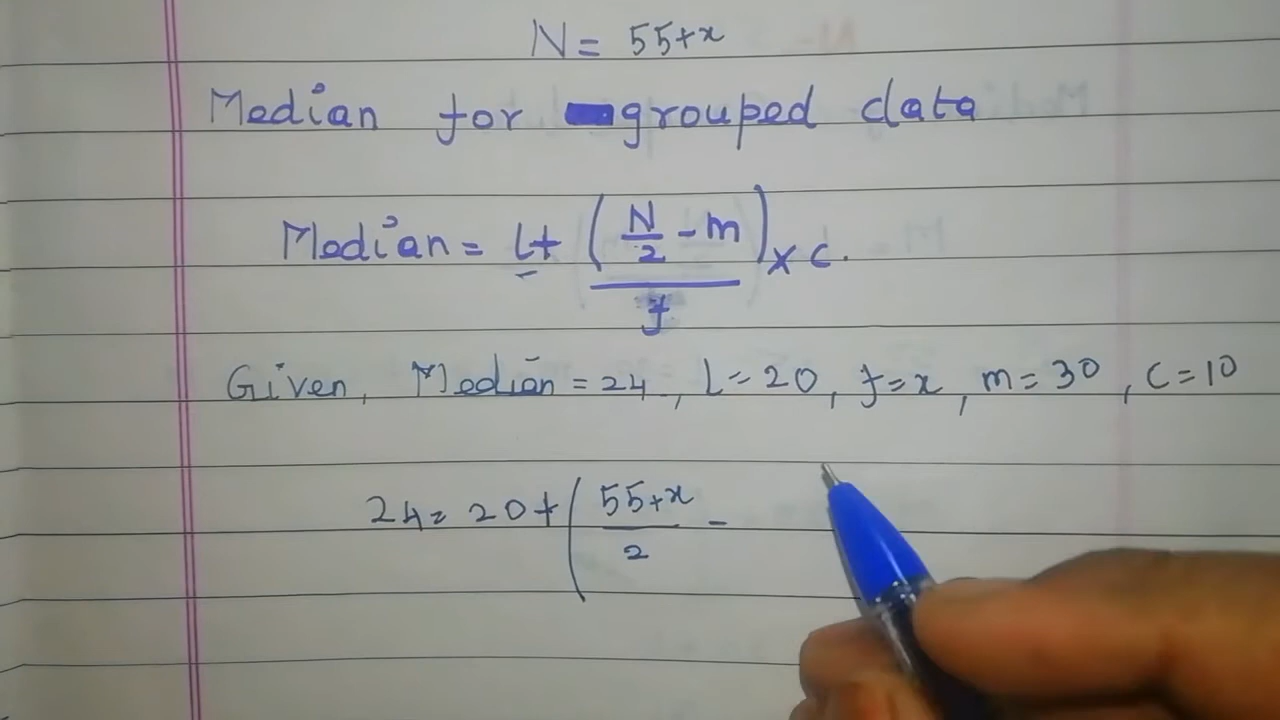 N = 55+x
Median for grouped data
Median = l + (N/2 - m)/f × c.
Given, Median = 24, l = 20, f = x, m = 30, c = 10
24 = 20 + (55+x/2 -